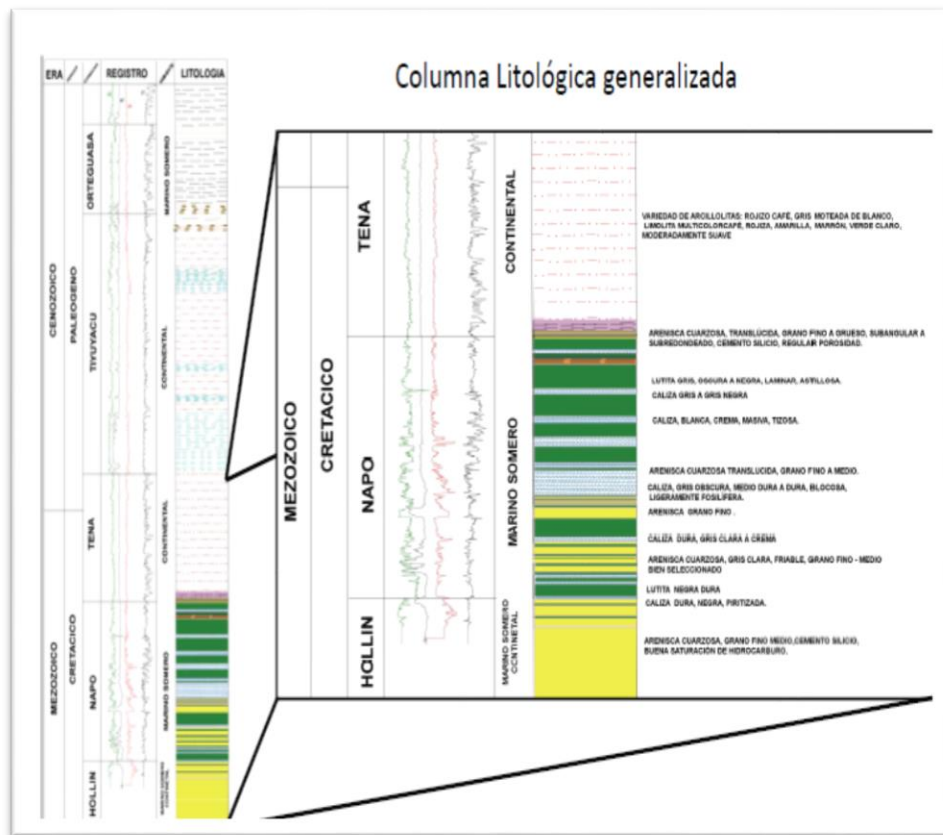 Columna Litológica generalizada
ERA
REGISTRO
LITOLOGIA
CENOZOICO
PALEOGENO
ORTEGUASA
MARINO SOMERO
TIYUYACU
CONTINENTAL
MEZOZOICO
CRETACICO
TENA
CONTINENTAL
NAPO
MARINO SOMERO
HOLLIN
MEZOZOICO
CRETACICO
TENA
CONTINENTAL
VARIEDAD DE ARCILLOLITAS: ROJIZO CAFÉ, GRIS MOTEADA DE BLANCO,
LIMOLITA MULTICOLORCAFÉ, ROJIZA, AMARILLA, MARRÓN, VERDE CLARO,
MODERADAMENTE SUAVE
NAPO
MARINO SOMERO
ARENISCA CUARZOSA, TRANSLÚCIDA, GRANO FINO A GRUESO, SUBANGULAR A
SUBREDONDEADO, CEMENTO SILICIO, REGULAR POROSIDAD.
LUTITA GRIS, OSCURA A NEGRA, LAMINAR, ASTILLOSA.
CALIZA GRIS A GRIS NEGRA
CALIZA, BLANCA, CREMA, MASIVA, TIZOSA.
ARENISCA CUARZOSA TRANSLUCIDA, GRANO FINO A MEDIO.
CALIZA, GRIS OBSCURA, MEDIO DURA A DURA, BLOCOSA,
LIGERAMENTE FOSILÍFERA.
ARENISCA GRANO FINO .
CALIZA DURA, GRIS CLARA A CREMA
ARENISCA CUARZOSA, GRIS CLARA, FRIABLE, GRANO FINO - MEDIO
BIEN SELECCIONADO
LUTITA NEGRA DURA
CALIZA DURA, NEGRA, PIRITIZADA.
HOLLIN
MARINO SOMERO
CCNTINETAL
ARENISCA CUARZOSA, GRANO FINO MEDIO,CEMENTO SILICIO,
BUENA SATURACIÓN DE HIDROCARBURO.